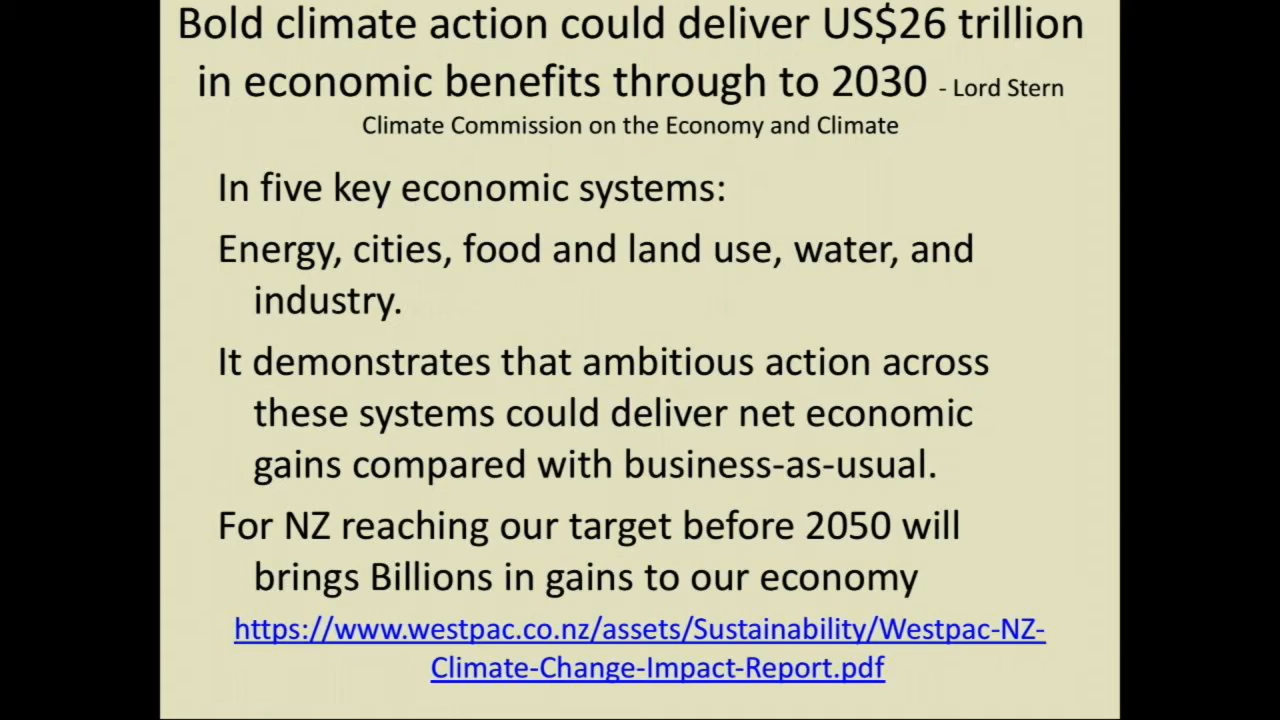 Bold climate action could deliver US$26 trillion
in economic benefits through to 2030 - Lord Stern
Climate Commission on the Economy and Climate
In five key economic systems:
Energy, cities, food and land use, water, and
industry.
It demonstrates that ambitious action across
these systems could deliver net economic
gains compared with business-as-usual.
For NZ reaching our target before 2050 will
brings Billions in gains to our economy
https://www.westpac.co.nz/assets/Sustainability/Westpac-NZ-
Climate-Change-Impact-Report.pdf